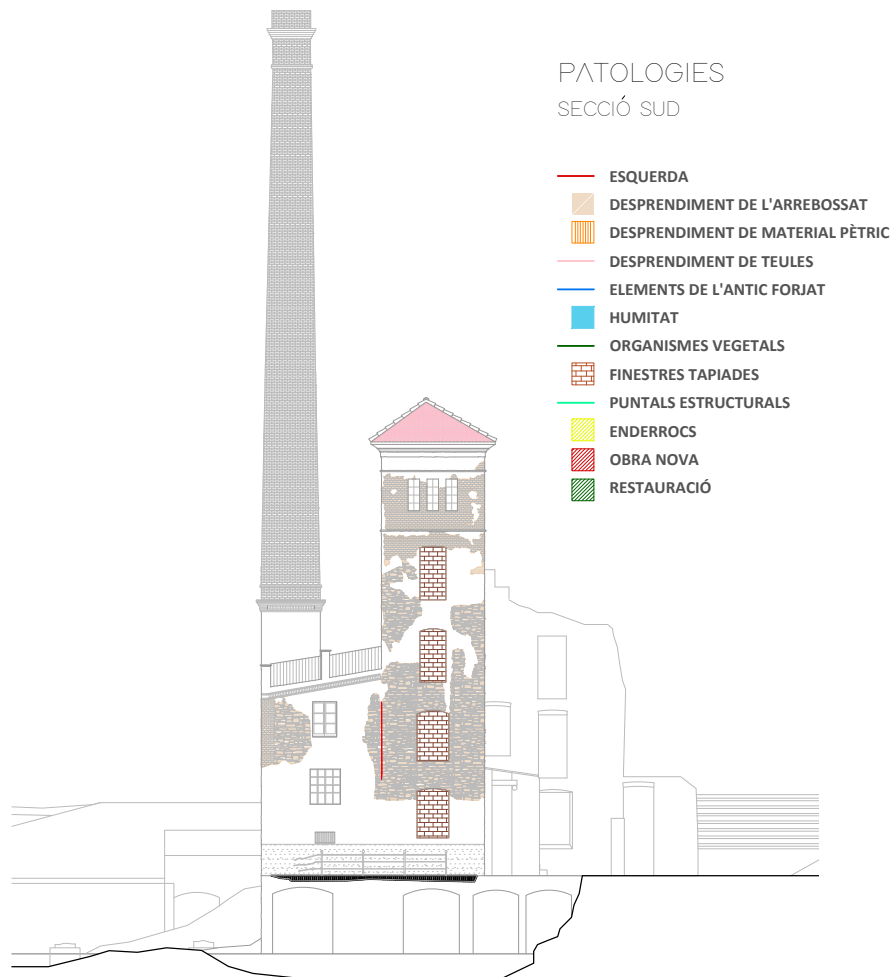 PATOLOGIES
SECCIÓ SUD
ESQUERDA
DESPRENDIMENT DE L'ARREBOSSAT
DESPRENDIMENT DE MATERIAL PÈTRIC
DESPRENDIMENT DE TEULES
ELEMENTS DE L'ANTIC FORJAT
HUMITAT
ORGANISMES VEGETALS
FINESTRES TAPIADES
PUNTALS ESTRUCTURALS
ENDERROCS
OBRA NOVA
RESTAURACIÓ